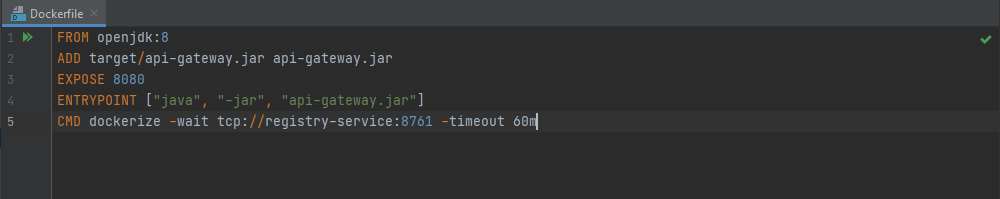 Dockerfile
1 FROM openjdk:8
2 ADD target/api-gateway.jar api-gateway.jar
3 EXPOSE 8080
4 ENTRYPOINT ["java", "-jar", "api-gateway.jar"]
5 CMD dockerize -wait tcp://registry-service:8761 -timeout 60m